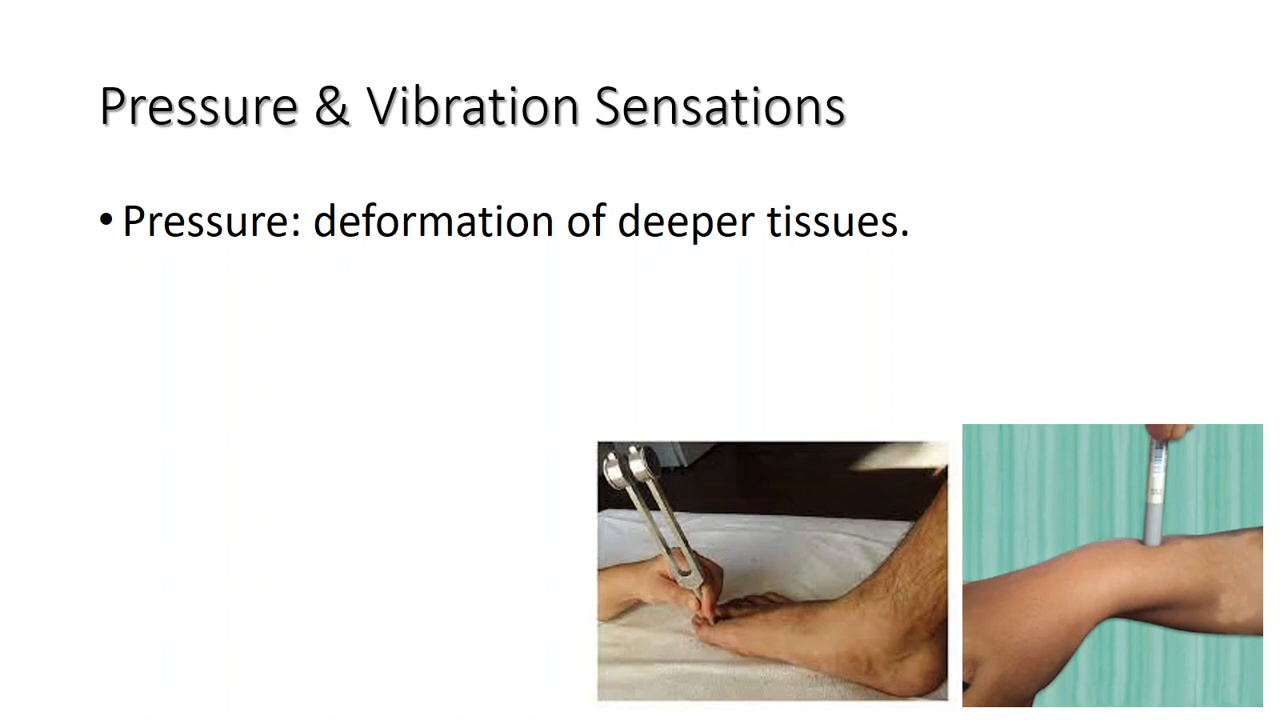 Pressure & Vibration Sensations
• Pressure: deformation of deeper tissues.